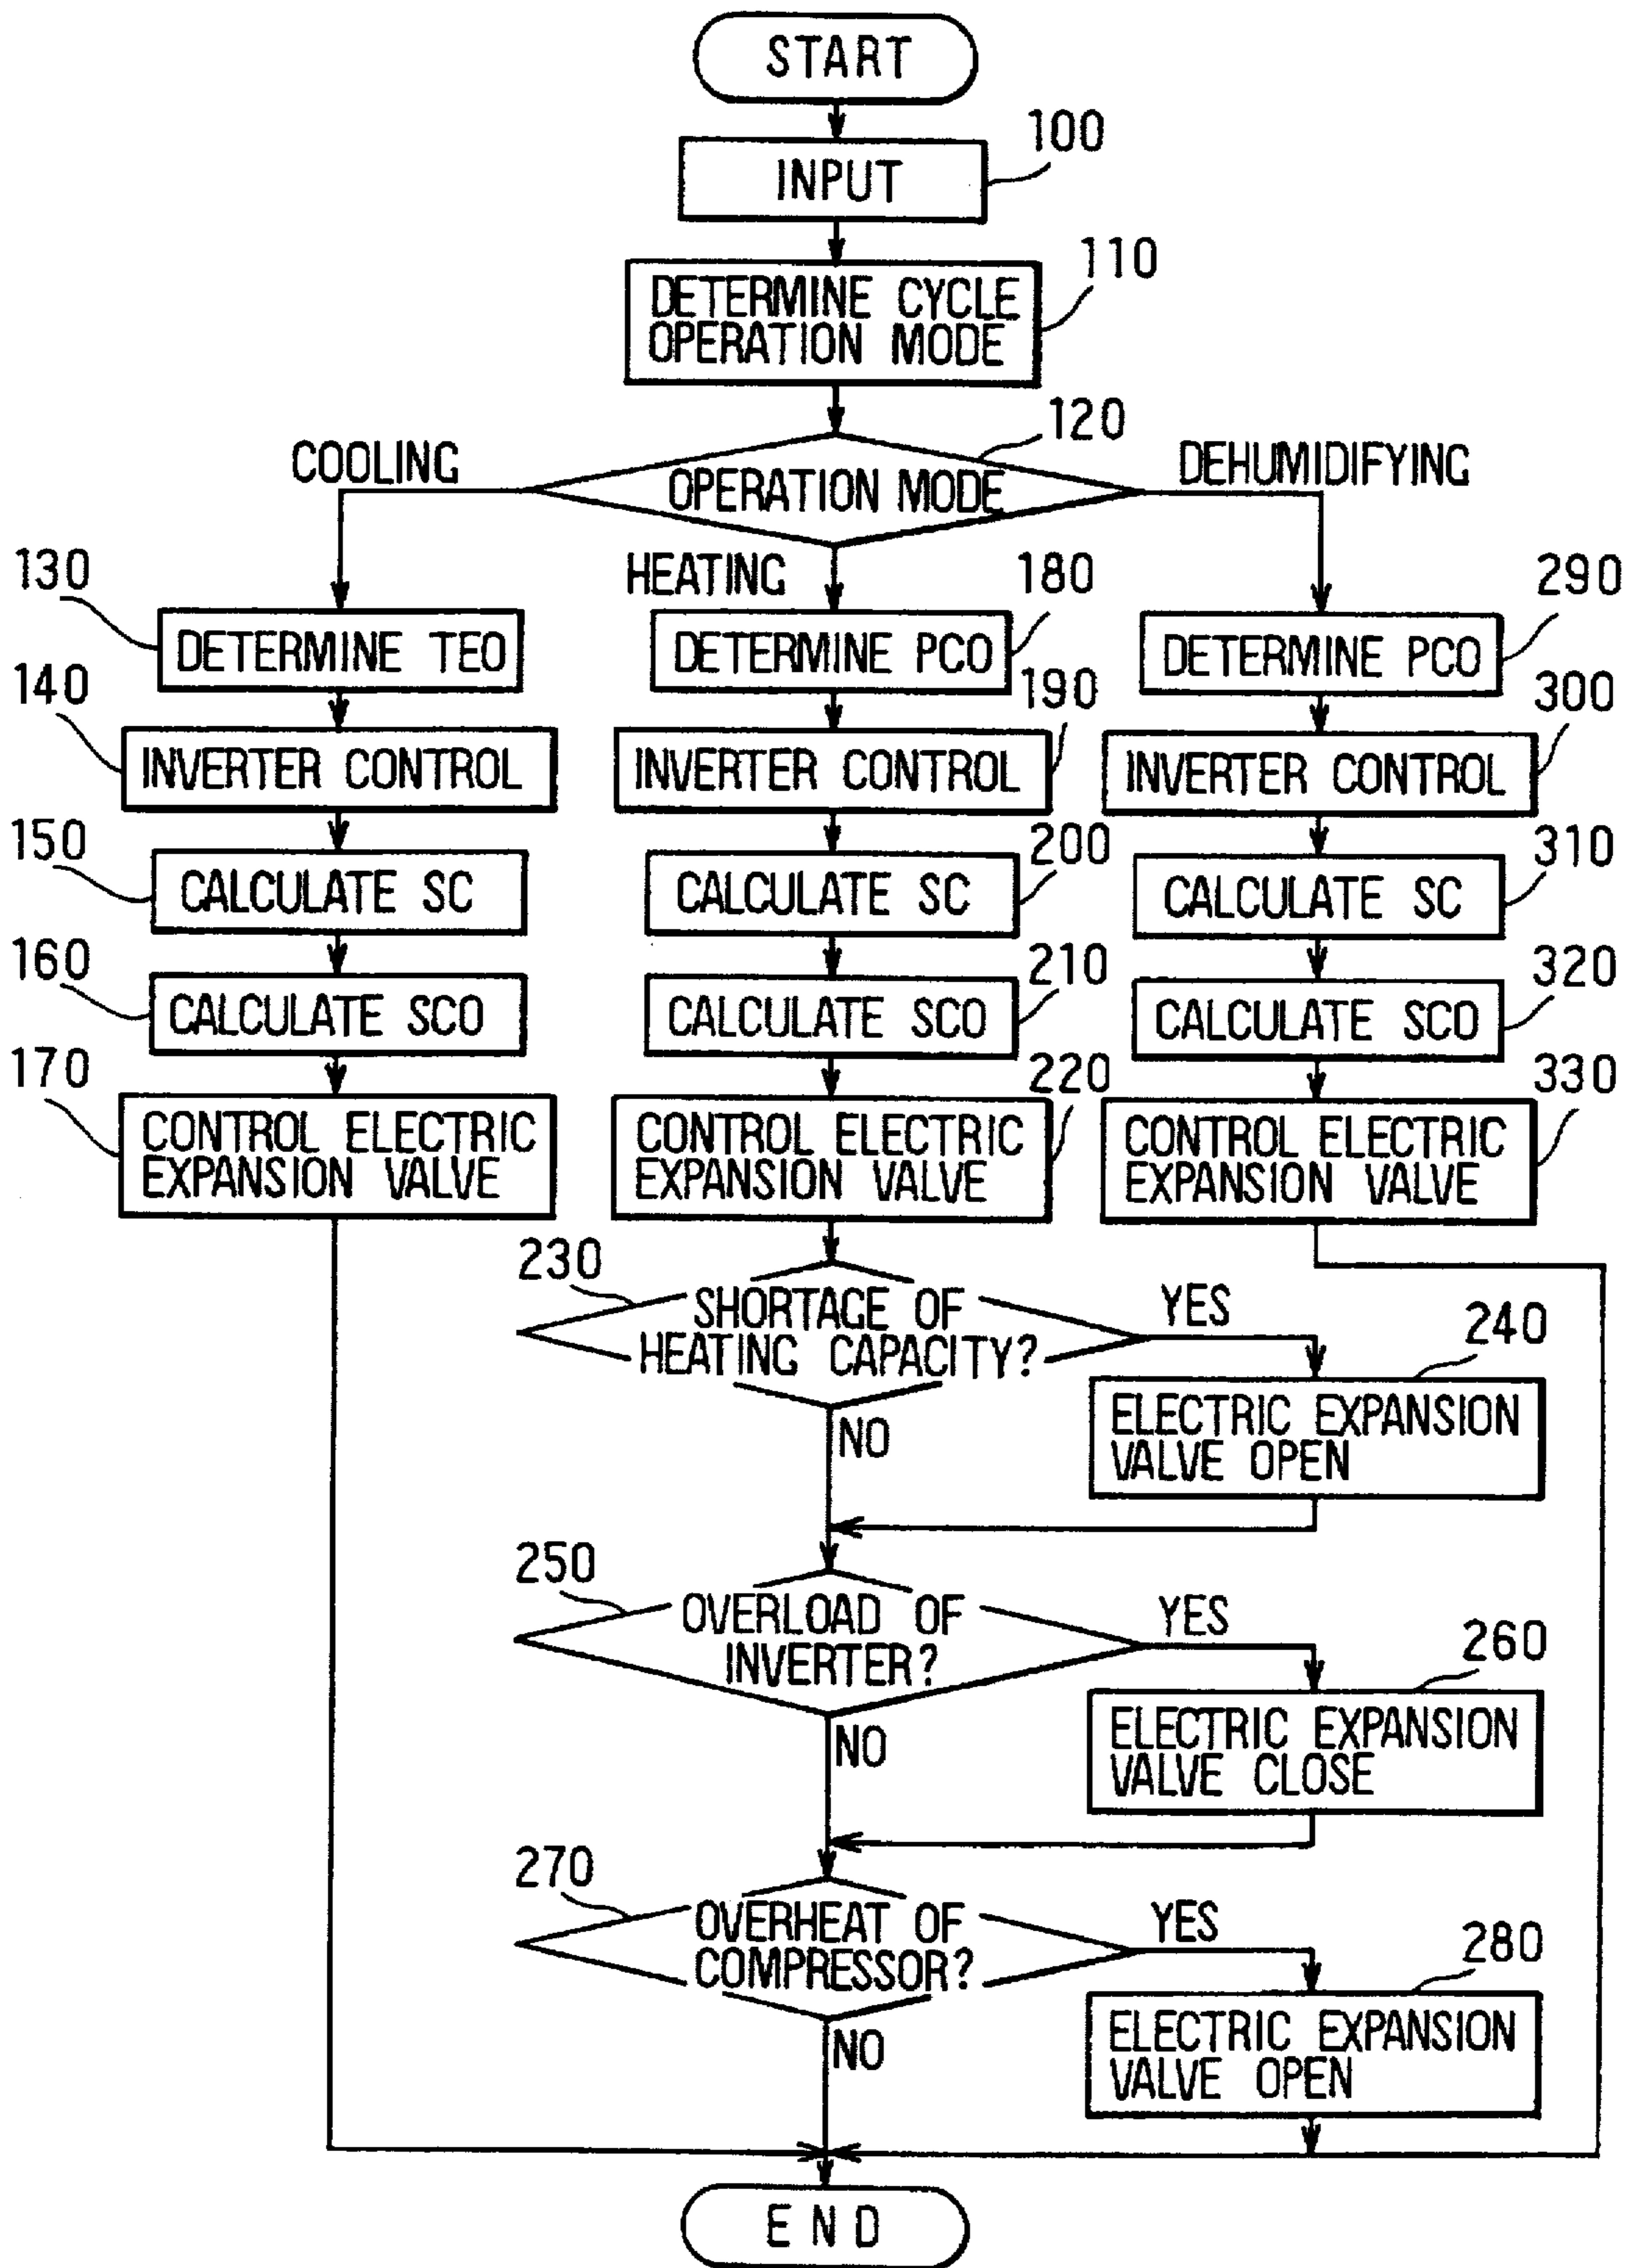 START
100
INPUT
110
DETERMINE CYCLE
OPERATION MODE
120
COOLING
OPERATION MODE
DEHUMIDIFYING
HEATING
130
DETERMINE TEO
180
DETERMINE PCO
290
DETERMINE PCO
140
INVERTER CONTROL
190
INVERTER CONTROL
300
INVERTER CONTROL
150
CALCULATE SC
200
CALCULATE SC
310
CALCULATE SC
160
CALCULATE SCO
210
CALCULATE SCO
320
CALCULATE SCO
170
CONTROL ELECTRIC
EXPANSION VALVE
220
CONTROL ELECTRIC
EXPANSION VALVE
330
CONTROL ELECTRIC
EXPANSION VALVE
230
SHORTAGE OF
HEATING CAPACITY?
YES
NO
240
ELECTRIC EXPANSION
VALVE OPEN
250
OVERLOAD OF
INVERTER?
YES
NO
260
ELECTRIC EXPANSION
VALVE CLOSE
270
OVERHEAT OF
COMPRESSOR?
YES
NO
280
ELECTRIC EXPANSION
VALVE OPEN
END